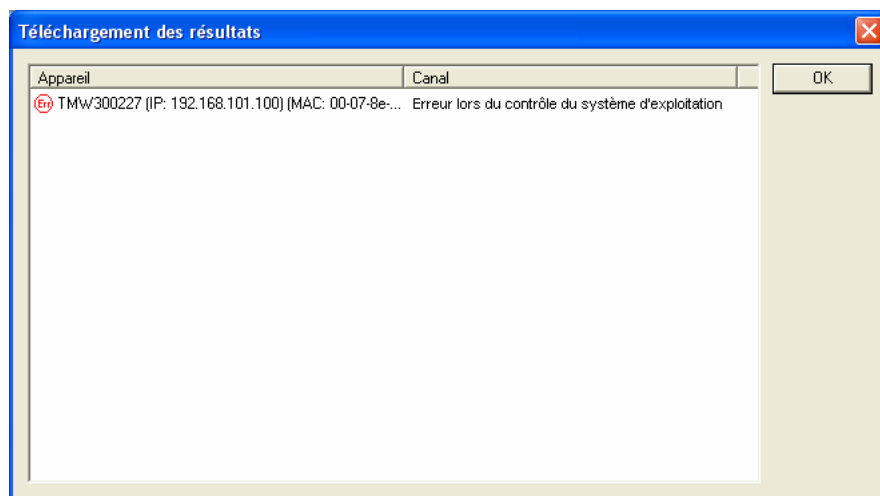 Téléchargement des résultats
Appareil Canal OK
Err TMW300227 (IP: 192.168.101.100) (MAC: 00-07-8e-... Erreur lors du contrôle du système d'exploitation